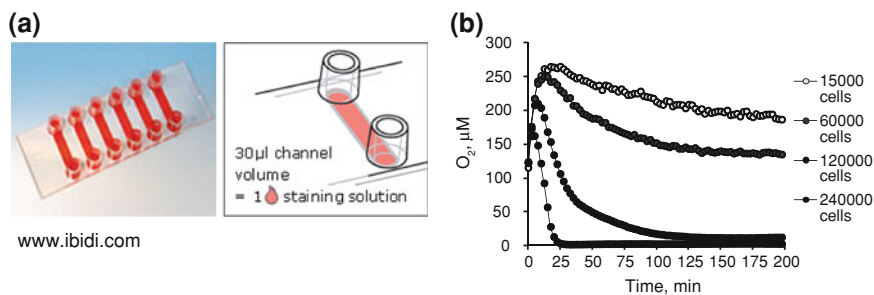 (a)
30µl channel
volume
= 1 staining solution
www.ibidi.com
(b)
300
250
200
150
100
50
0
O₂, µM
0 25 50 75 100 125 150 175 200
Time, min
15000
cells
60000
cells
120000
cells
240000
cells